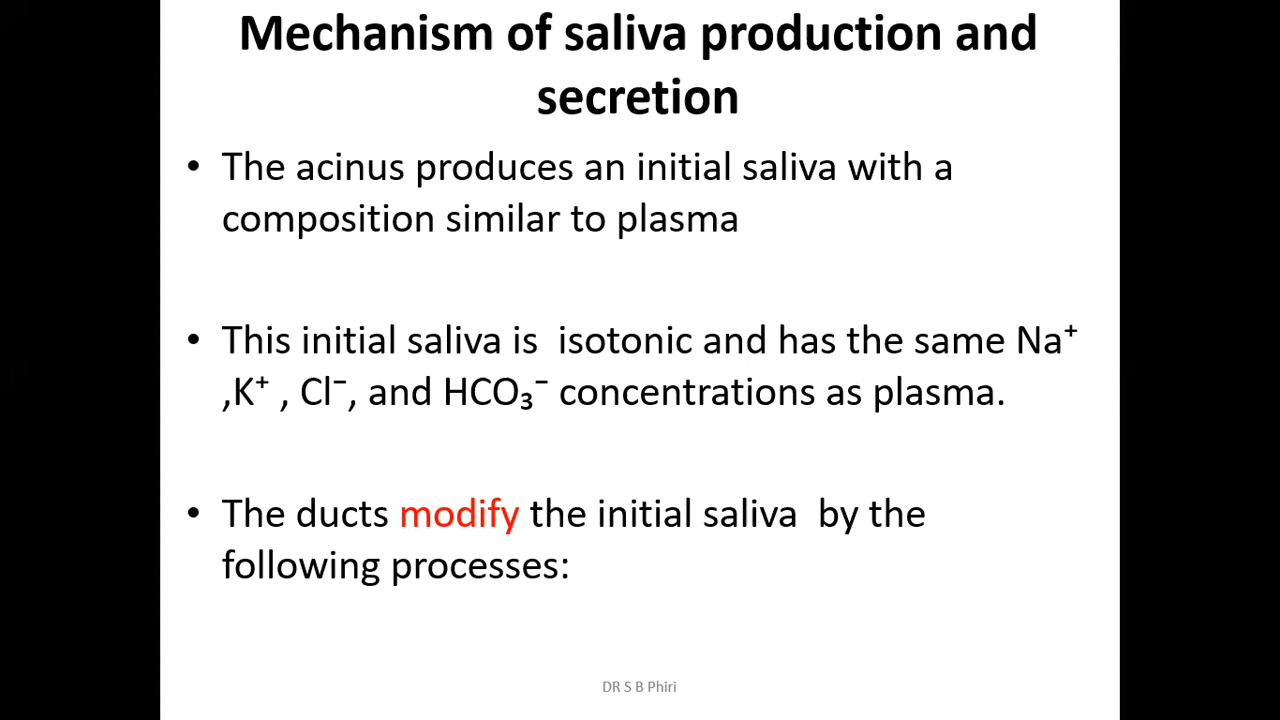 Mechanism of saliva production and
secretion
• The acinus produces an initial saliva with a
composition similar to plasma
• This initial saliva is  isotonic and has the same Na⁺
,K⁺ , Cl⁻, and HCO₃⁻ concentrations as plasma.
• The ducts modify the initial saliva  by the
following processes:
DR S B Phiri